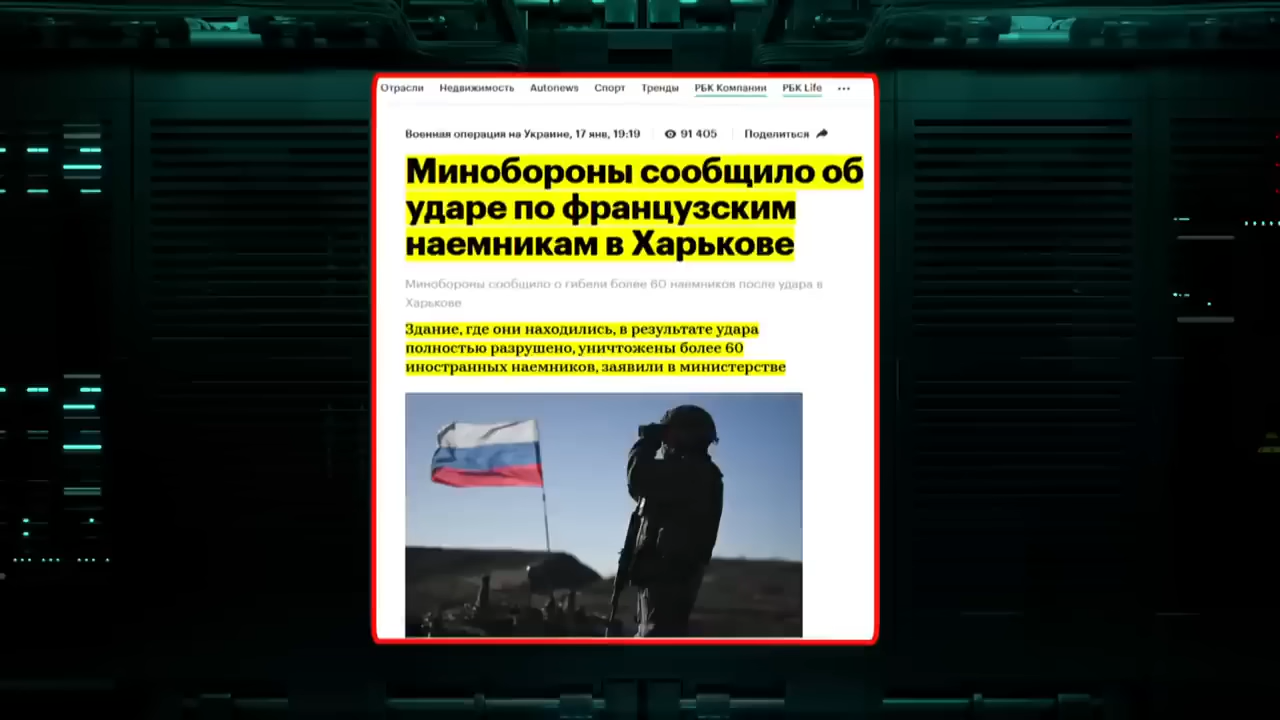 Отрасли Недвижимость Autonews Спорт Тренды РБК Компании РБК Life ...
Военная операция на Украине, 17 янв, 19:19 91 405 Поделиться
Минобороны сообщило об
ударе по французским
наемникам в Харькове
Минобороны сообщило о гибели более 60 наемников после удара в
Харькове
Здание, где они находились, в результате удара
полностью разрушено, уничтожены более 60
иностранных наемников, заявили в министерстве